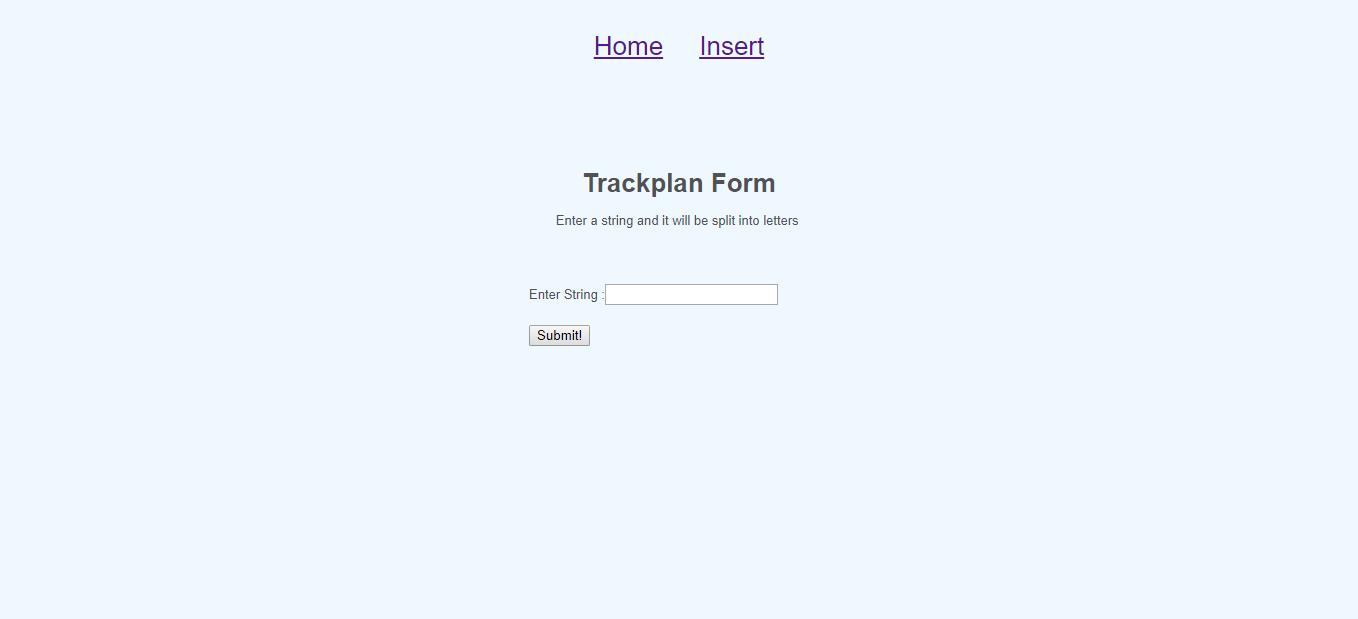 Home Insert
Trackplan Form
Enter a string and it will be split into letters
Enter String :
Submit!